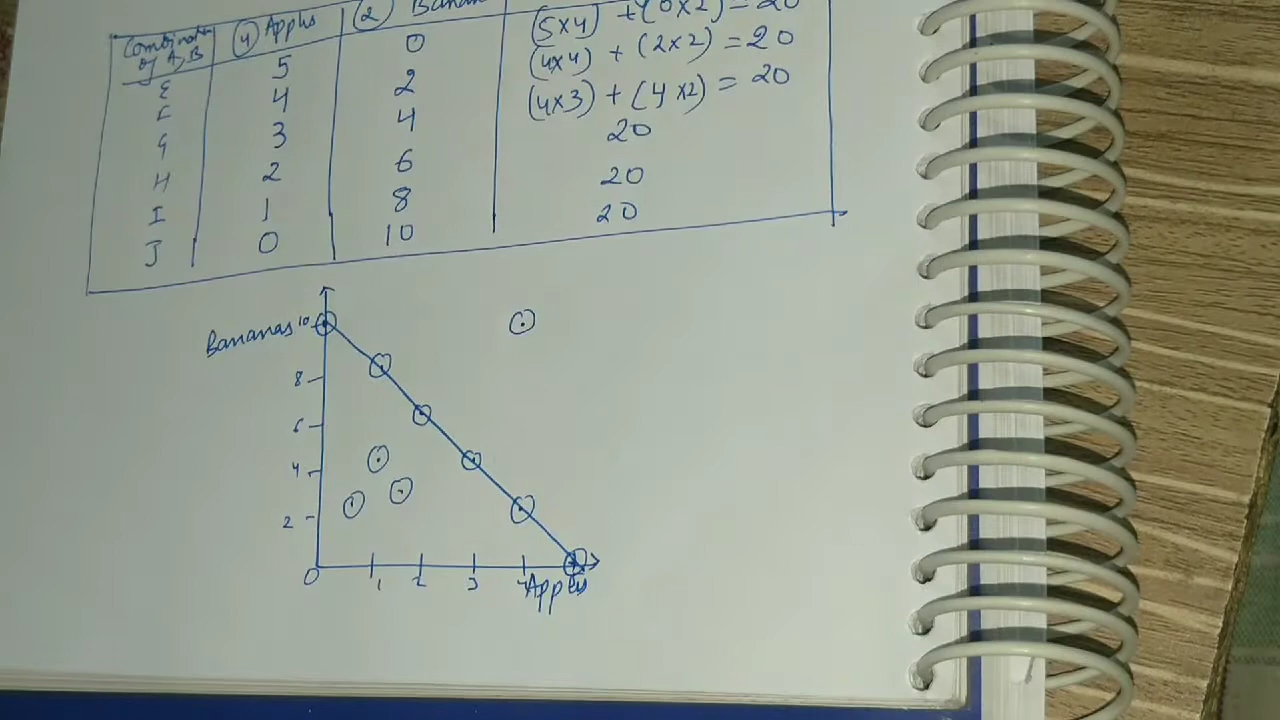 Combination of A, B (4) Apples (2) Banan
E 5 0 (5x4) + (0x2) = 20
F 4 2 (4x4) + (2x2) = 20
G 3 4 (4x3) + (4x2) = 20
H 2 6 20
I 1 8 20
J 0 10 20
Bananas 10
8
6
4
2
0 1 2 3 4
Apples